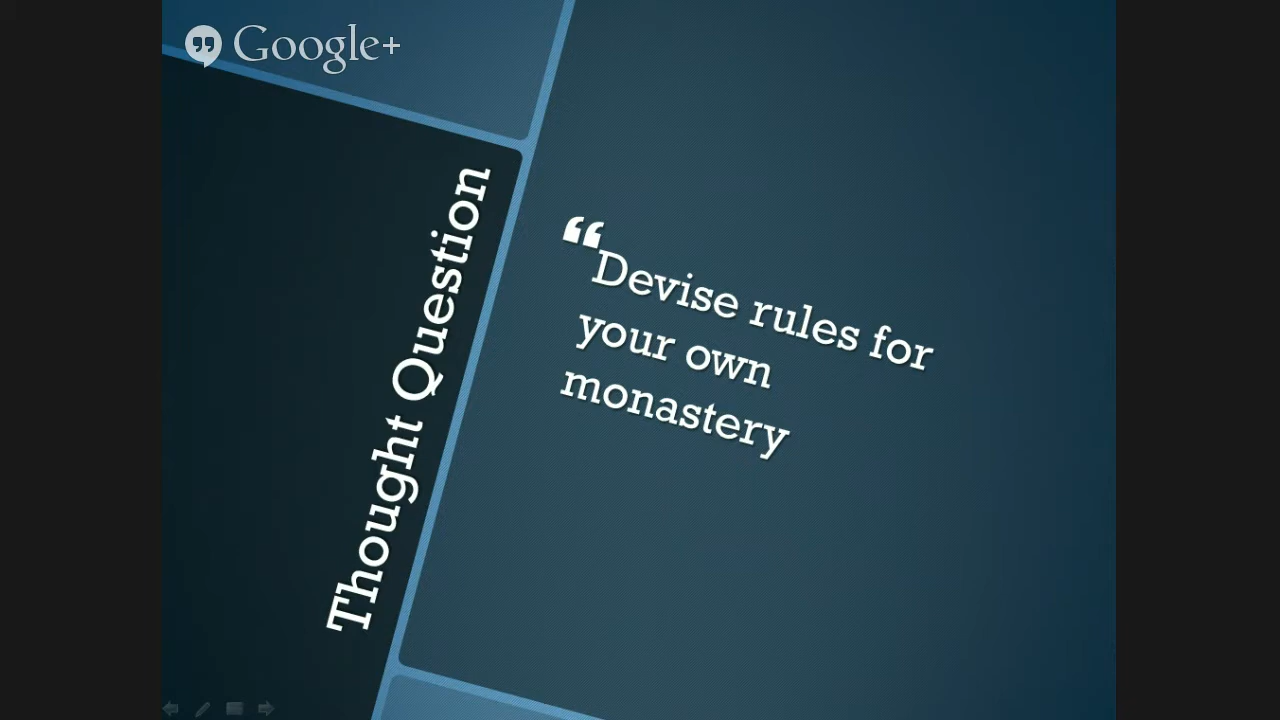 Google+
Thought Question
“Devise rules for
your own
monastery